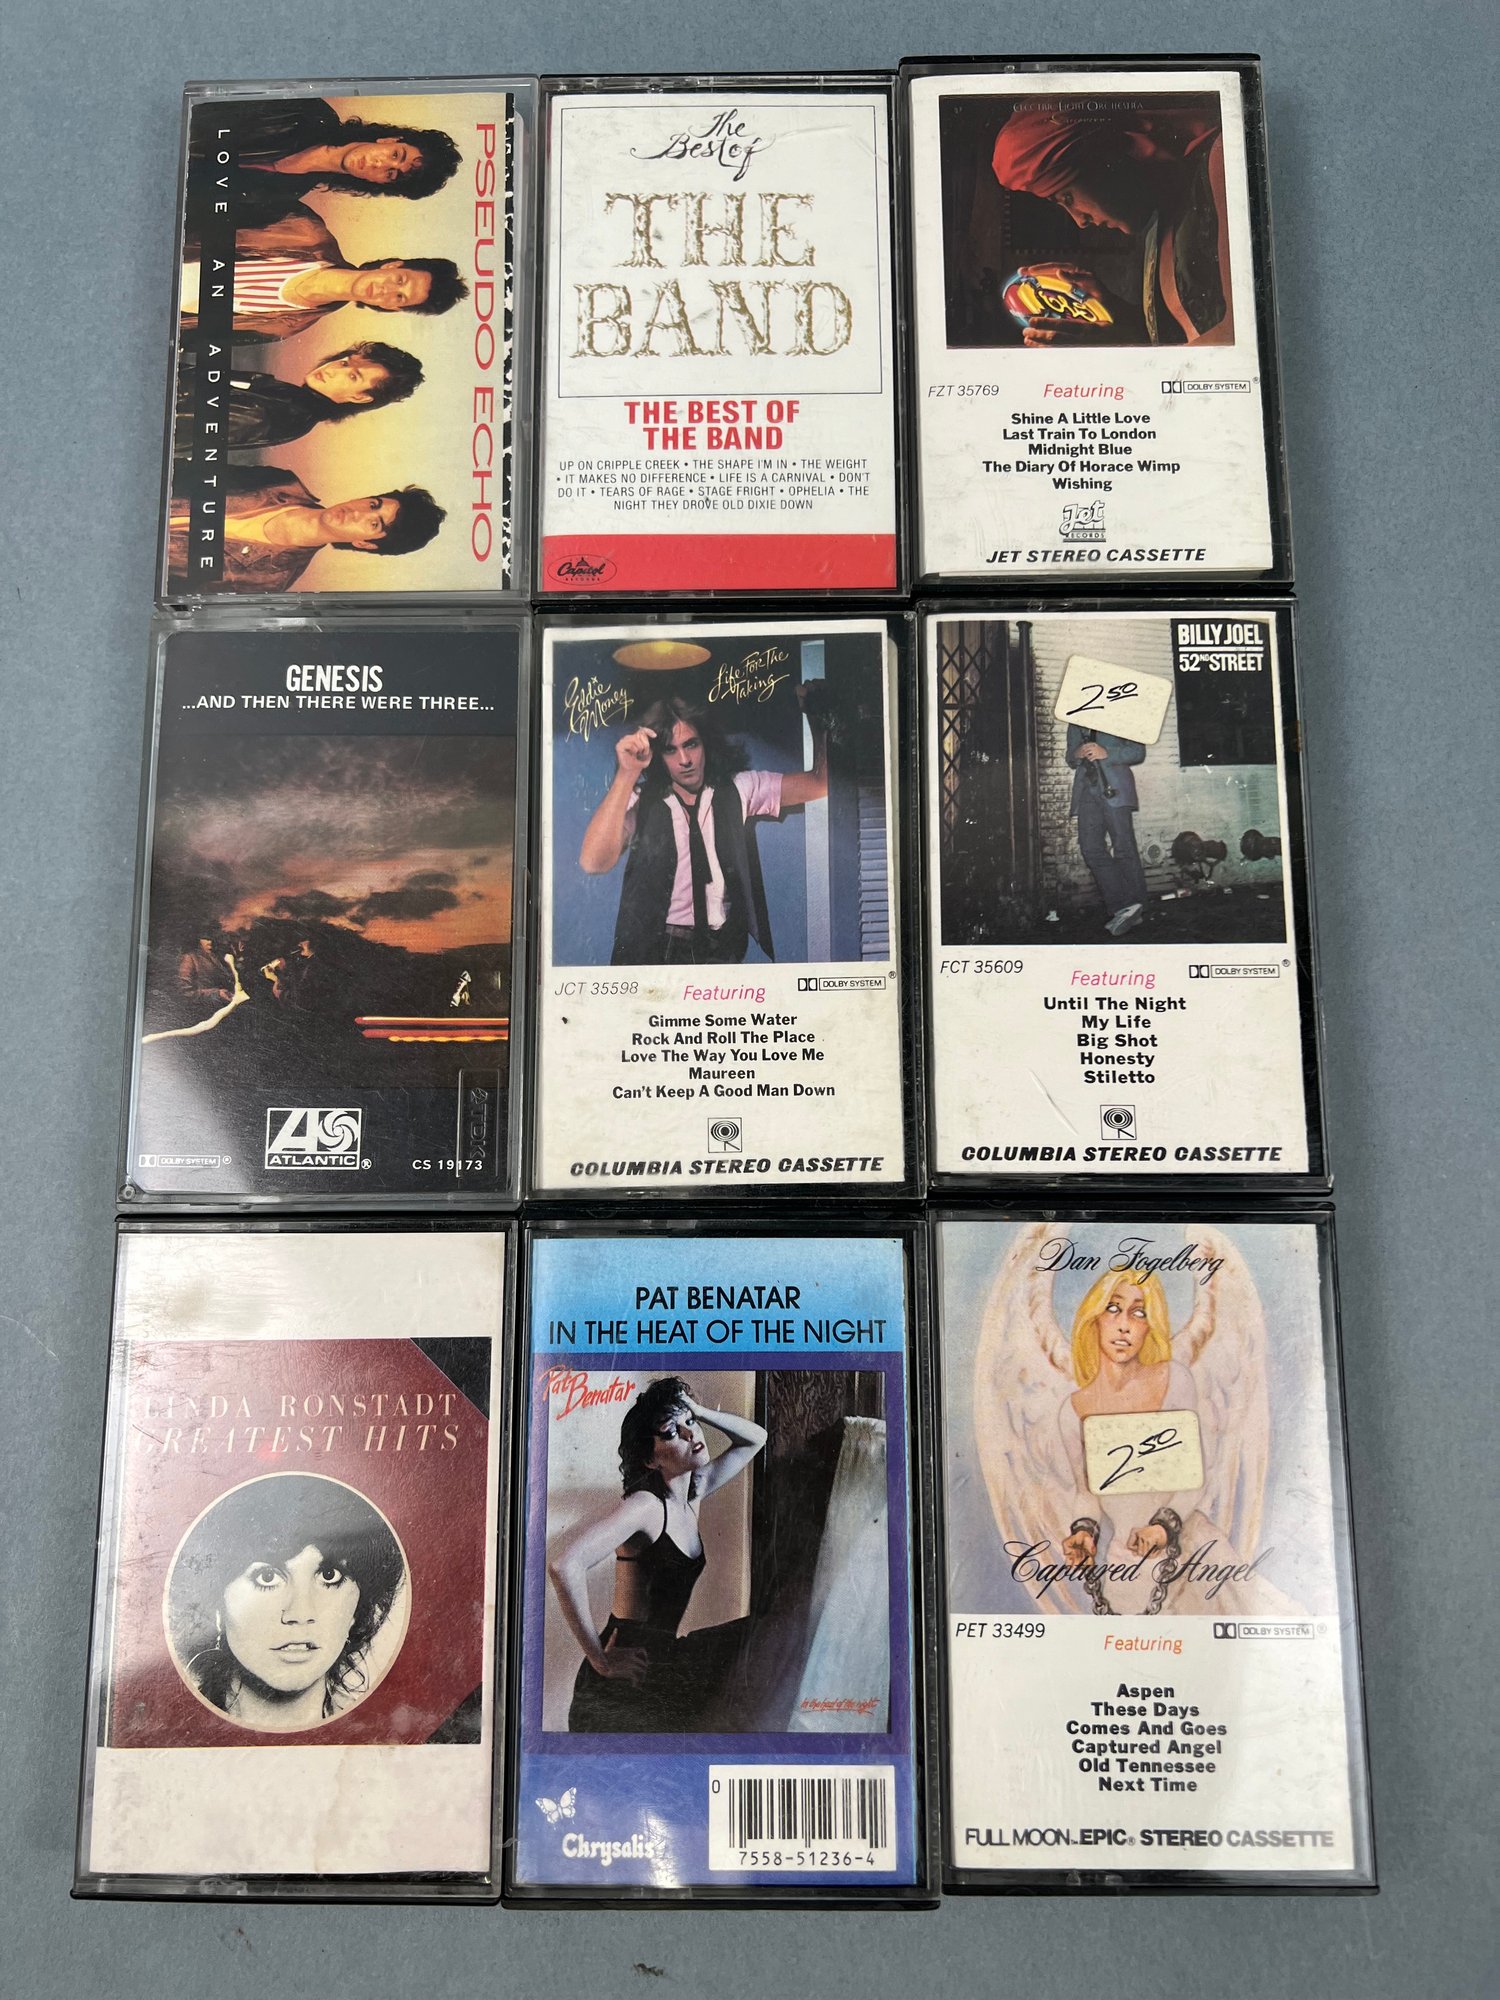 PSEUDO ECHO
LOVE AN ADVENTURE
The
Best of
THE
BAND
THE BEST OF
THE BAND
UP ON CRIPPLE CREEK • THE SHAPE I'M IN • THE WEIGHT
• IT MAKES NO DIFFERENCE • LIFE IS A CARNIVAL • DON'T
DO IT • TEARS OF RAGE • STAGE FRIGHT • OPHELIA • THE
NIGHT THEY DROVE OLD DIXIE DOWN
Capitol
RECORDS
ELECTRIC LIGHT ORCHESTRA
FZT 35769
Featuring
DOLBY SYSTEM ®
Shine A Little Love
Last Train To London
Midnight Blue
The Diary Of Horace Wimp
Wishing
Jet
RECORDS
JET STEREO CASSETTE
GENESIS
...AND THEN THERE WERE THREE...
DOLBY SYSTEM ®
ATLANTIC ®
CS 19173
TDK
Eddie
Money
Life For The
Taking
JCT 35598
Featuring
DOLBY SYSTEM ®
Gimme Some Water
Rock And Roll The Place
Love The Way You Love Me
Maureen
Can't Keep A Good Man Down
COLUMBIA STEREO CASSETTE
BILLY JOEL
52ND STREET
2 50
FCT 35609
Featuring
DOLBY SYSTEM ®
Until The Night
My Life
Big Shot
Honesty
Stiletto
COLUMBIA STEREO CASSETTE
LINDA RONSTADT
GREATEST HITS
PAT BENATAR
IN THE HEAT OF THE NIGHT
Pat
Benatar
In the heat of the night
Chrysalis
0
7558-51236-4
Dan Fogelberg
2 50
Captured Angel
PET 33499
Featuring
DOLBY SYSTEM ®
Aspen
These Days
Comes And Goes
Captured Angel
Old Tennessee
Next Time
FULL MOON™ EPIC® STEREO CASSETTE